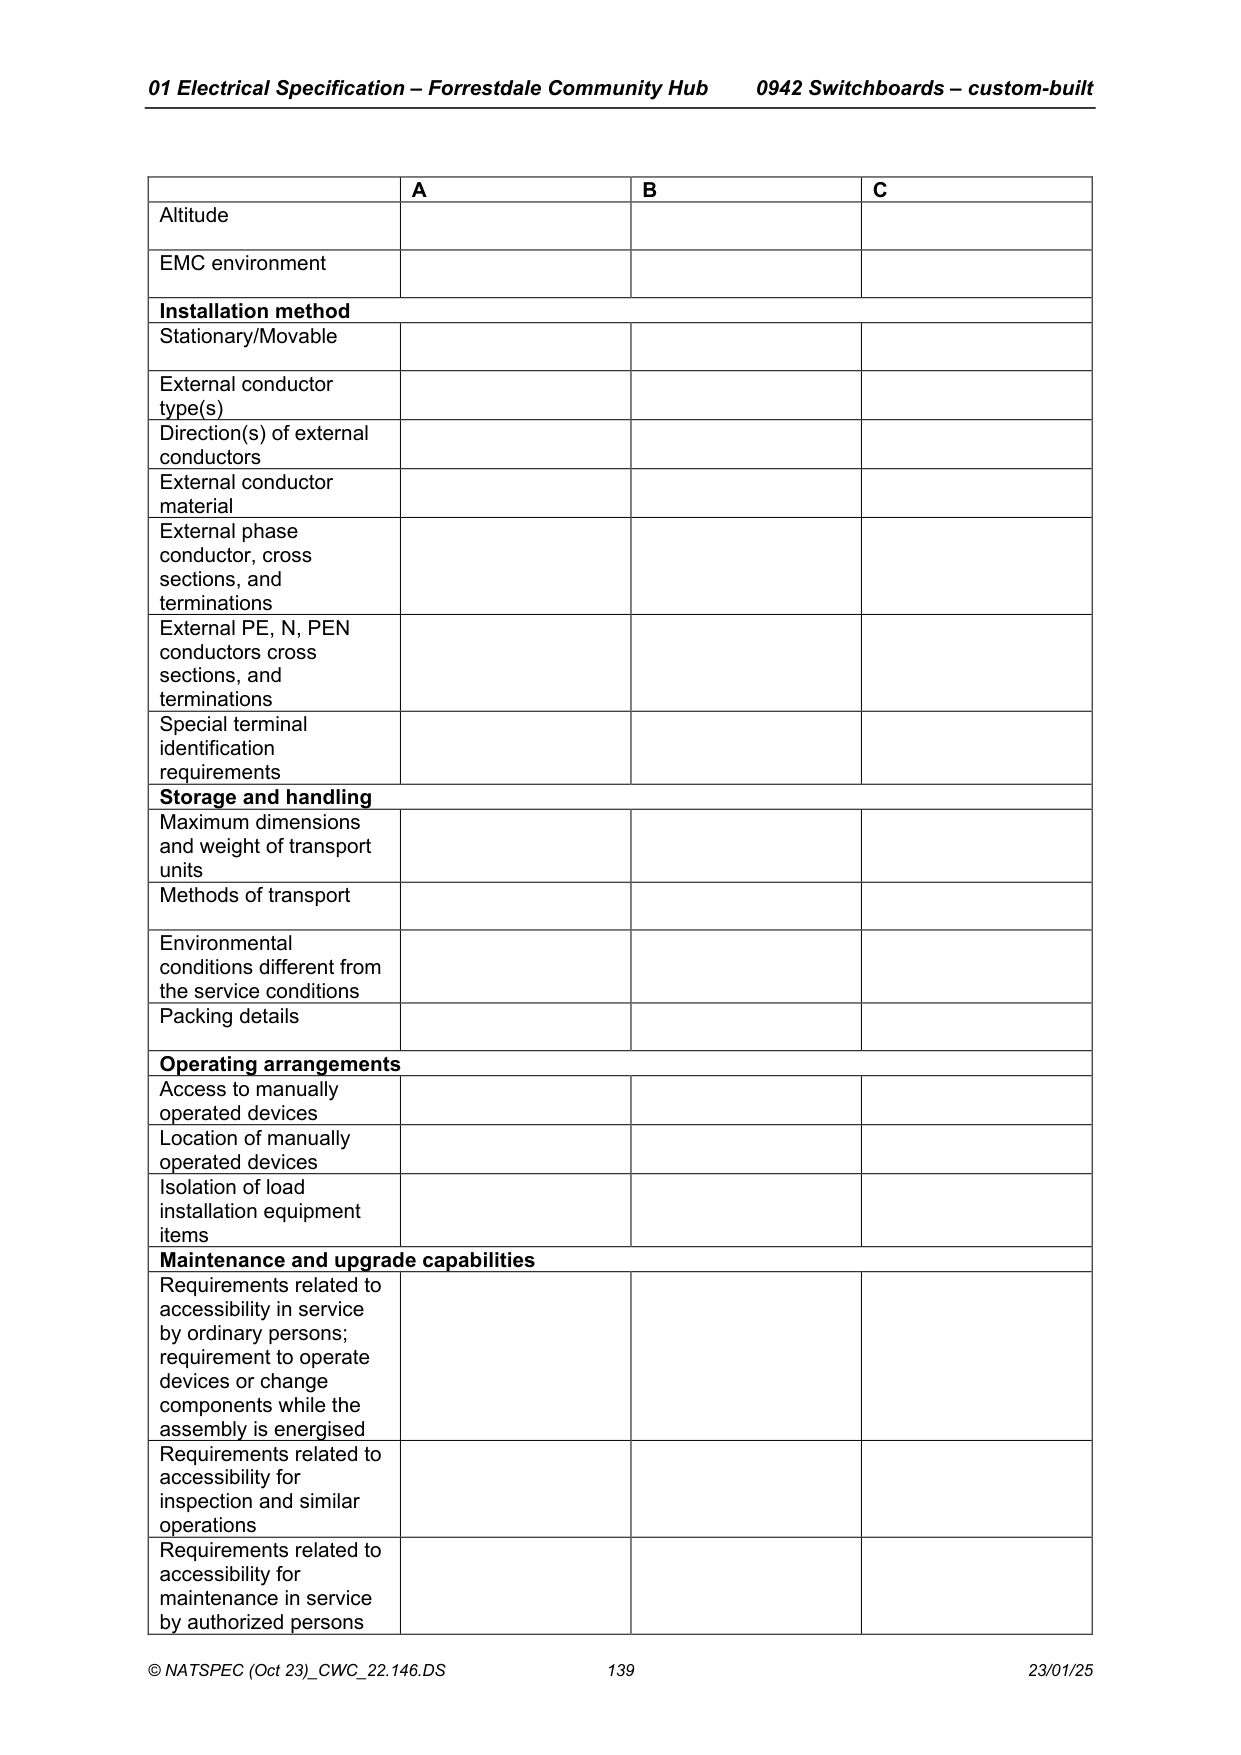 01 Electrical Specification – Forrestdale Community Hub 0942 Switchboards – custom-built
A B C
Altitude
EMC environment
Installation method
Stationary/Movable
External conductor
type(s)
Direction(s) of external
conductors
External conductor
material
External phase
conductor, cross
sections, and
terminations
External PE, N, PEN
conductors cross
sections, and
terminations
Special terminal
identification
requirements
Storage and handling
Maximum dimensions
and weight of transport
units
Methods of transport
Environmental
conditions different from
the service conditions
Packing details
Operating arrangements
Access to manually
operated devices
Location of manually
operated devices
Isolation of load
installation equipment
items
Maintenance and upgrade capabilities
Requirements related to
accessibility in service
by ordinary persons;
requirement to operate
devices or change
components while the
assembly is energised
Requirements related to
accessibility for
inspection and similar
operations
Requirements related to
accessibility for
maintenance in service
by authorized persons
© NATSPEC (Oct 23)_CWC_22.146.DS 139 23/01/25